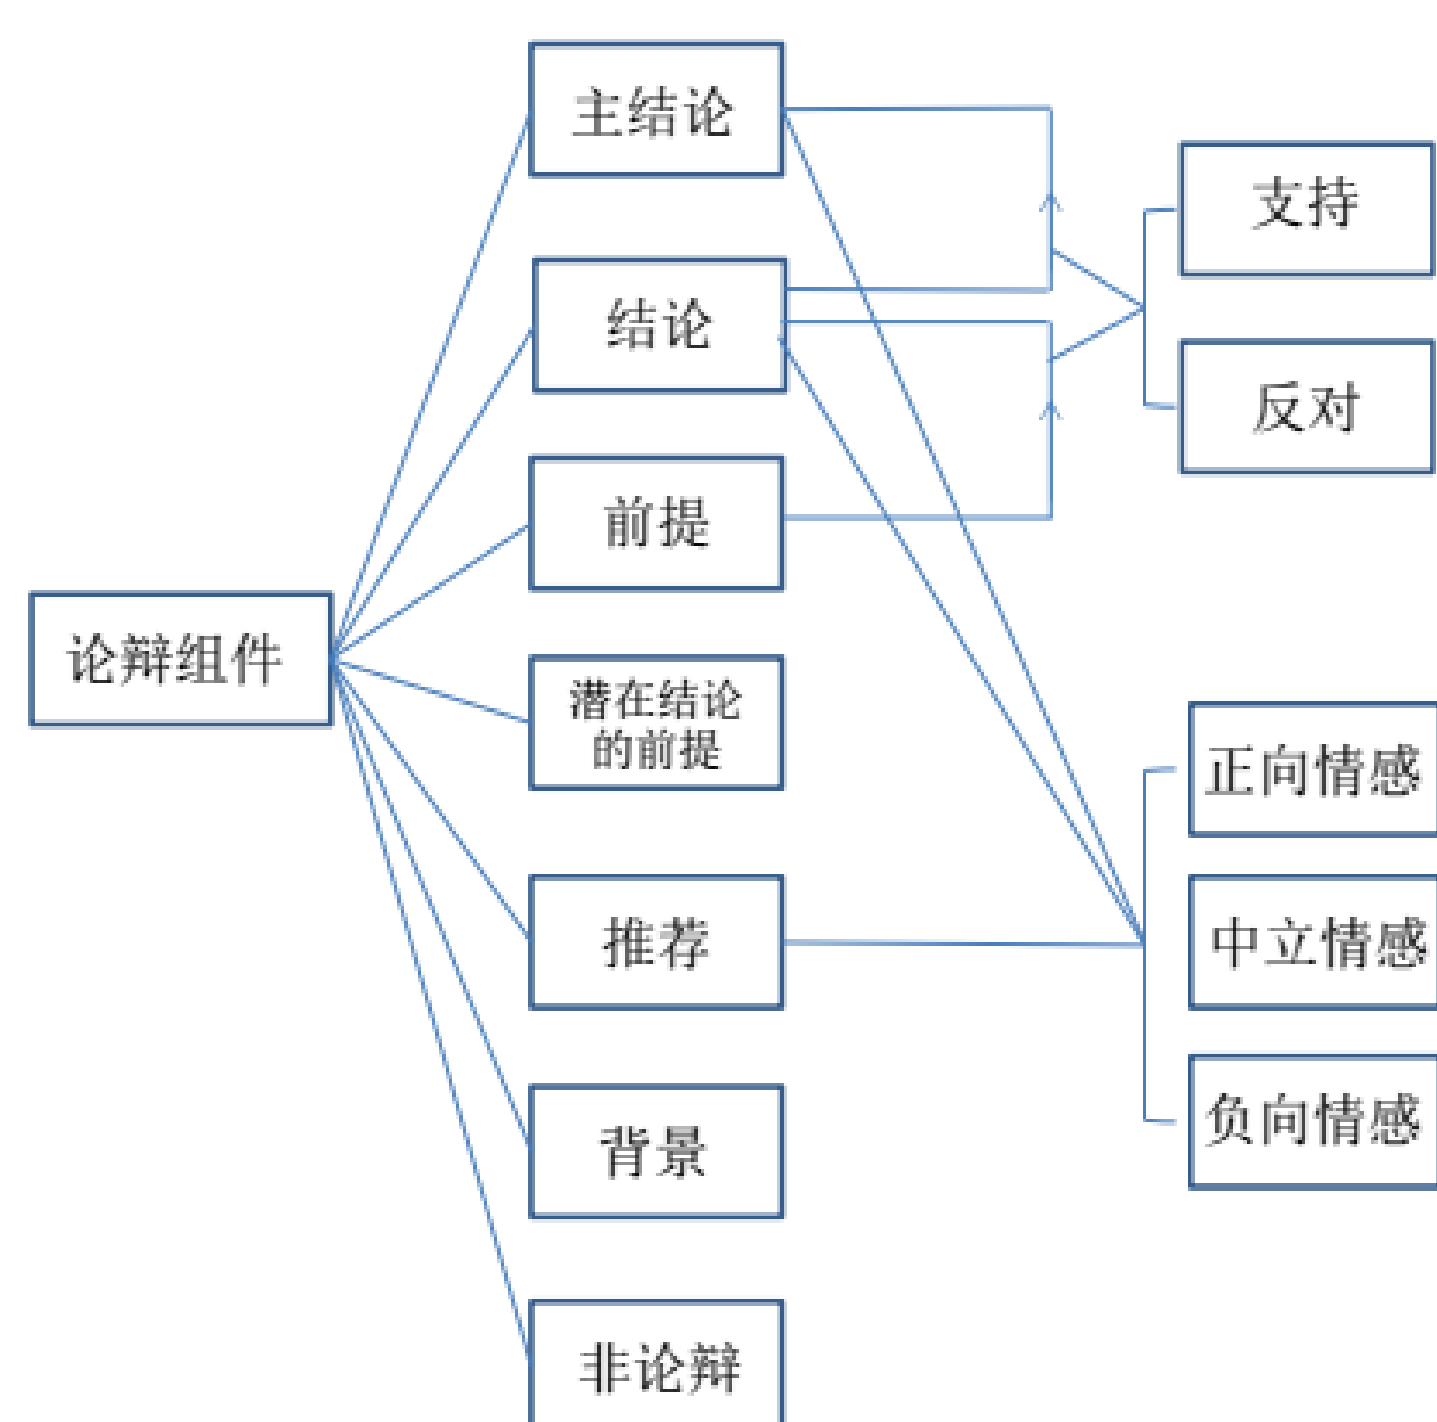 主结论
支持
结论
反对
前提
论辩组件
潜在结论
的前提
正向情感
推荐
中立情感
背景
负向情感
非论辩